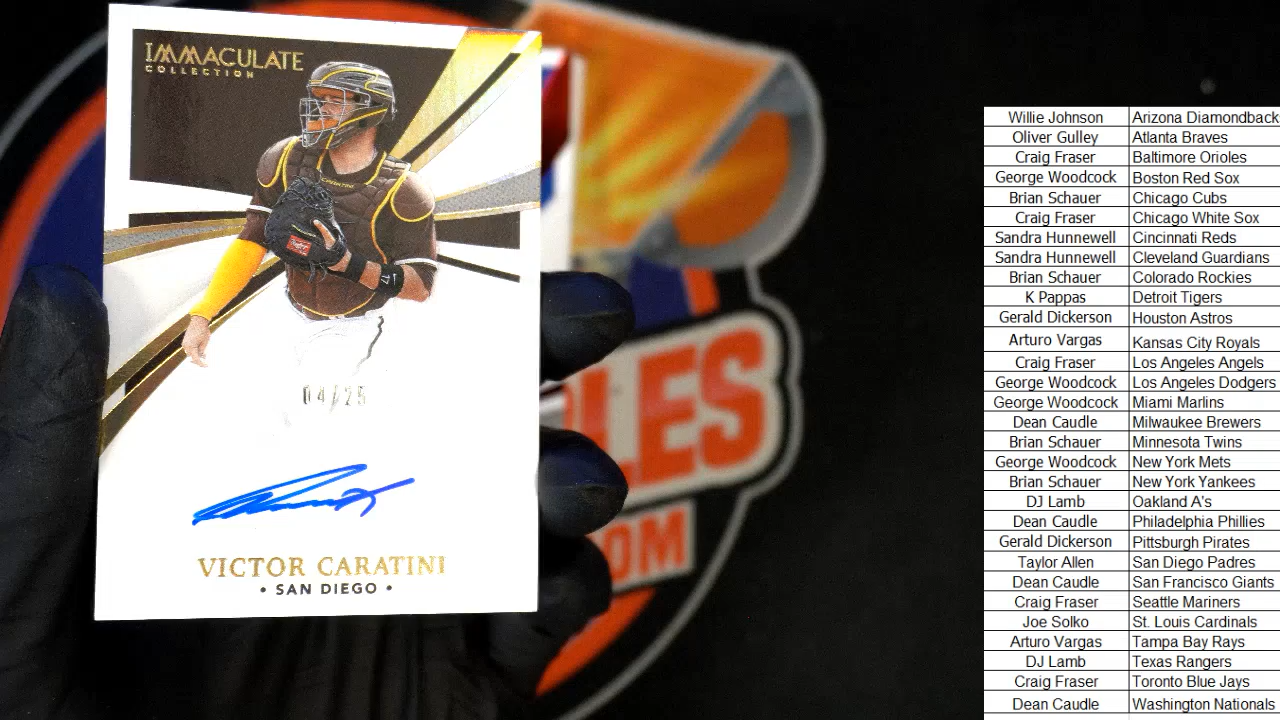 IMMACULATE
COLLECTION
04/25
VICTOR CARATINI
• SAN DIEGO •
LES
OM
Willie Johnson Arizona Diamondback
Oliver Gulley Atlanta Braves
Craig Fraser Baltimore Orioles
George Woodcock Boston Red Sox
Brian Schauer Chicago Cubs
Craig Fraser Chicago White Sox
Sandra Hunnewell Cincinnati Reds
Sandra Hunnewell Cleveland Guardians
Brian Schauer Colorado Rockies
K Pappas Detroit Tigers
Gerald Dickerson Houston Astros
Arturo Vargas Kansas City Royals
Craig Fraser Los Angeles Angels
George Woodcock Los Angeles Dodgers
George Woodcock Miami Marlins
Dean Caudle Milwaukee Brewers
Brian Schauer Minnesota Twins
George Woodcock New York Mets
Brian Schauer New York Yankees
DJ Lamb Oakland A's
Dean Caudle Philadelphia Phillies
Gerald Dickerson Pittsburgh Pirates
Taylor Allen San Diego Padres
Dean Caudle San Francisco Giants
Craig Fraser Seattle Mariners
Joe Solko St. Louis Cardinals
Arturo Vargas Tampa Bay Rays
DJ Lamb Texas Rangers
Craig Fraser Toronto Blue Jays
Dean Caudle Washington Nationals